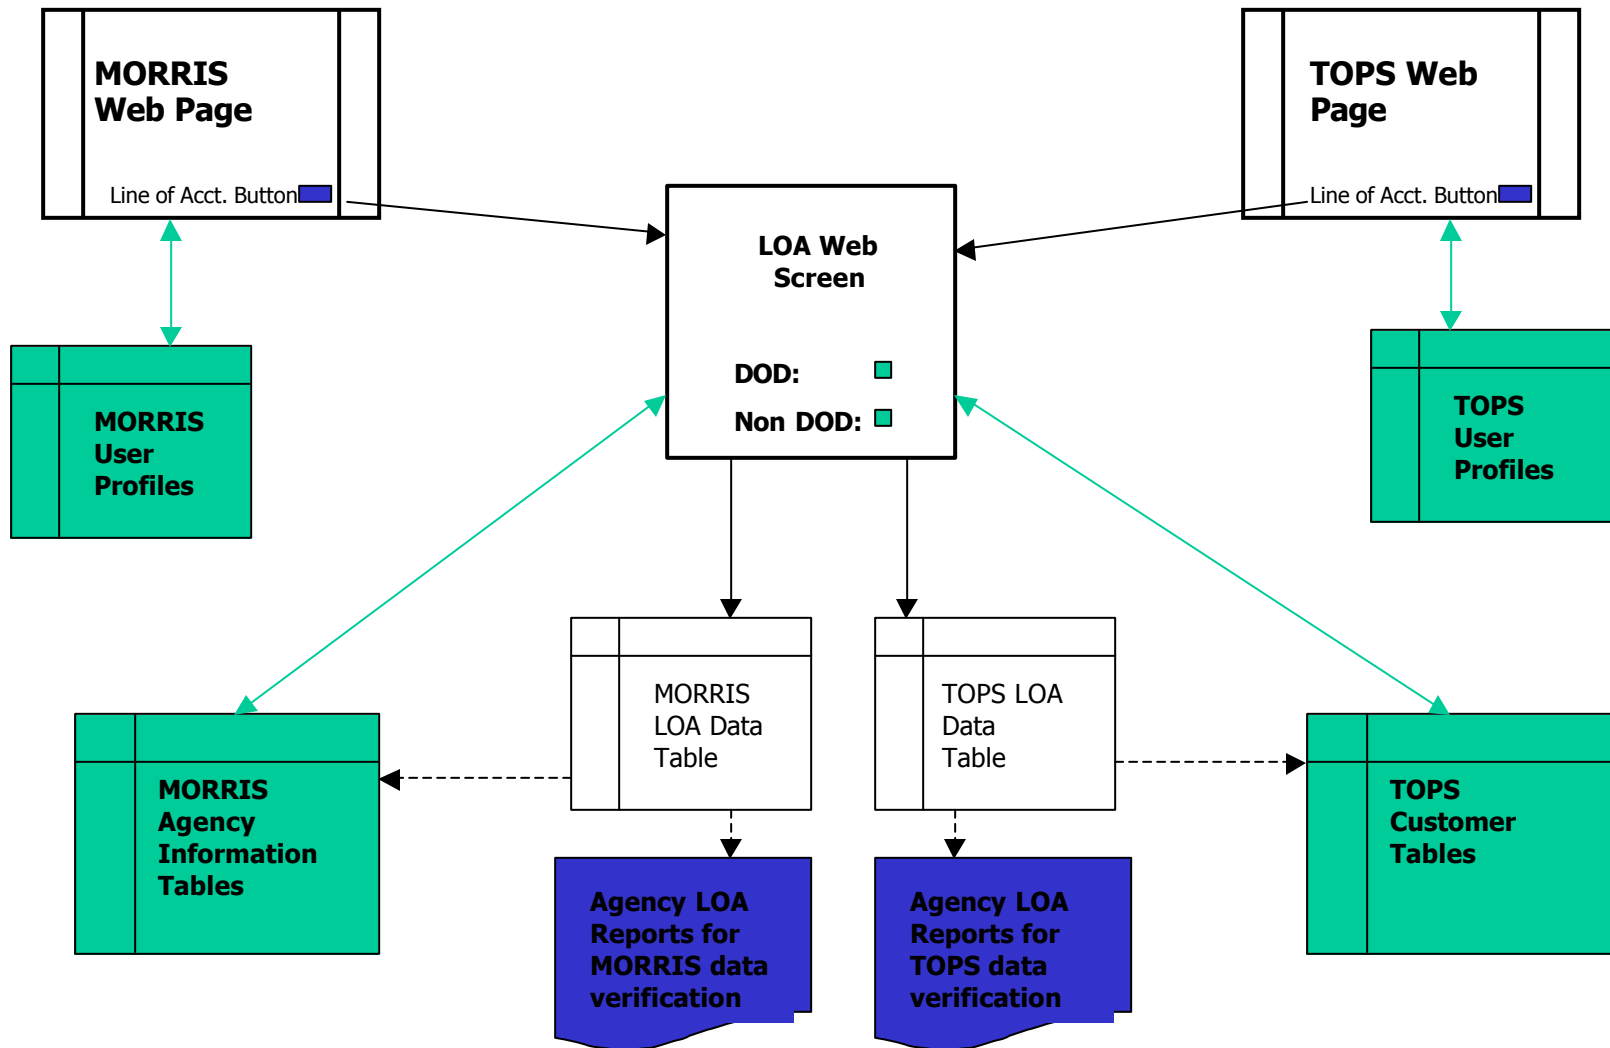 MORRIS
Web Page
Line of Acct. Button
TOPS Web
Page
Line of Acct. Button
LOA Web
Screen
DOD:
Non DOD:
MORRIS
User
Profiles
TOPS
User
Profiles
MORRIS
LOA Data
Table
TOPS LOA
Data
Table
MORRIS
Agency
Information
Tables
TOPS
Customer
Tables
Agency LOA
Reports for
MORRIS data
verification
Agency LOA
Reports for
TOPS data
verification